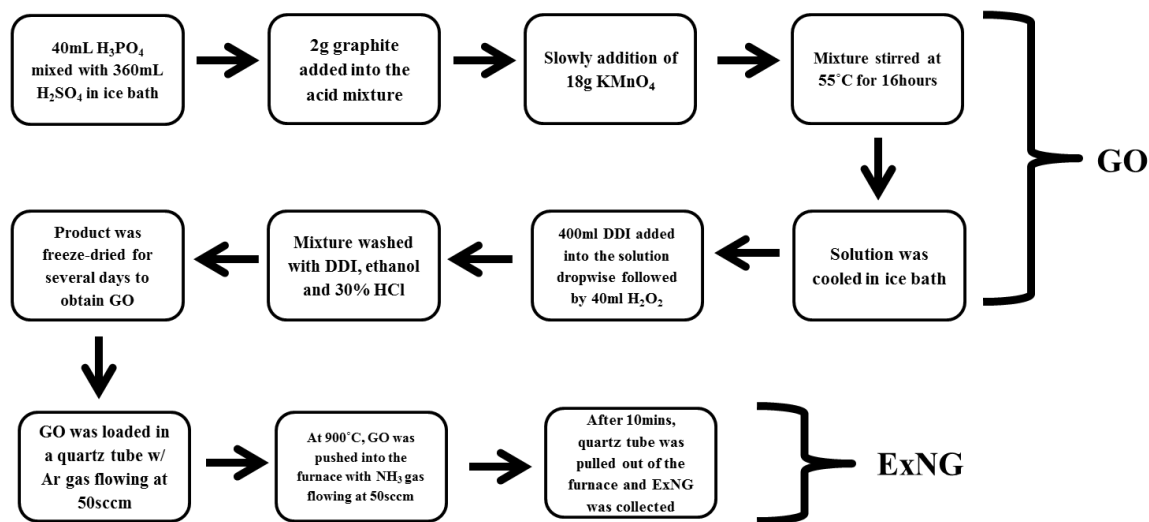 40mL H₃PO₄
mixed with 360mL
H₂SO₄ in ice bath
2g graphite
added into the
acid mixture
Slowly addition of
18g KMnO₄
Mixture stirred at
55˚C for 16hours
GO
Solution was
cooled in ice bath
400ml DDI added
into the solution
dropwise followed
by 40ml H₂O₂
Mixture washed
with DDI, ethanol
and 30% HCl
Product was
freeze-dried for
several days to
obtain GO
GO was loaded in
a quartz tube w/
Ar gas flowing at
50sccm
At 900˚C, GO was
pushed into the
furnace with NH₃ gas
flowing at 50sccm
After 10mins,
quartz tube was
pulled out of the
furnace and ExNG
was collected
ExNG